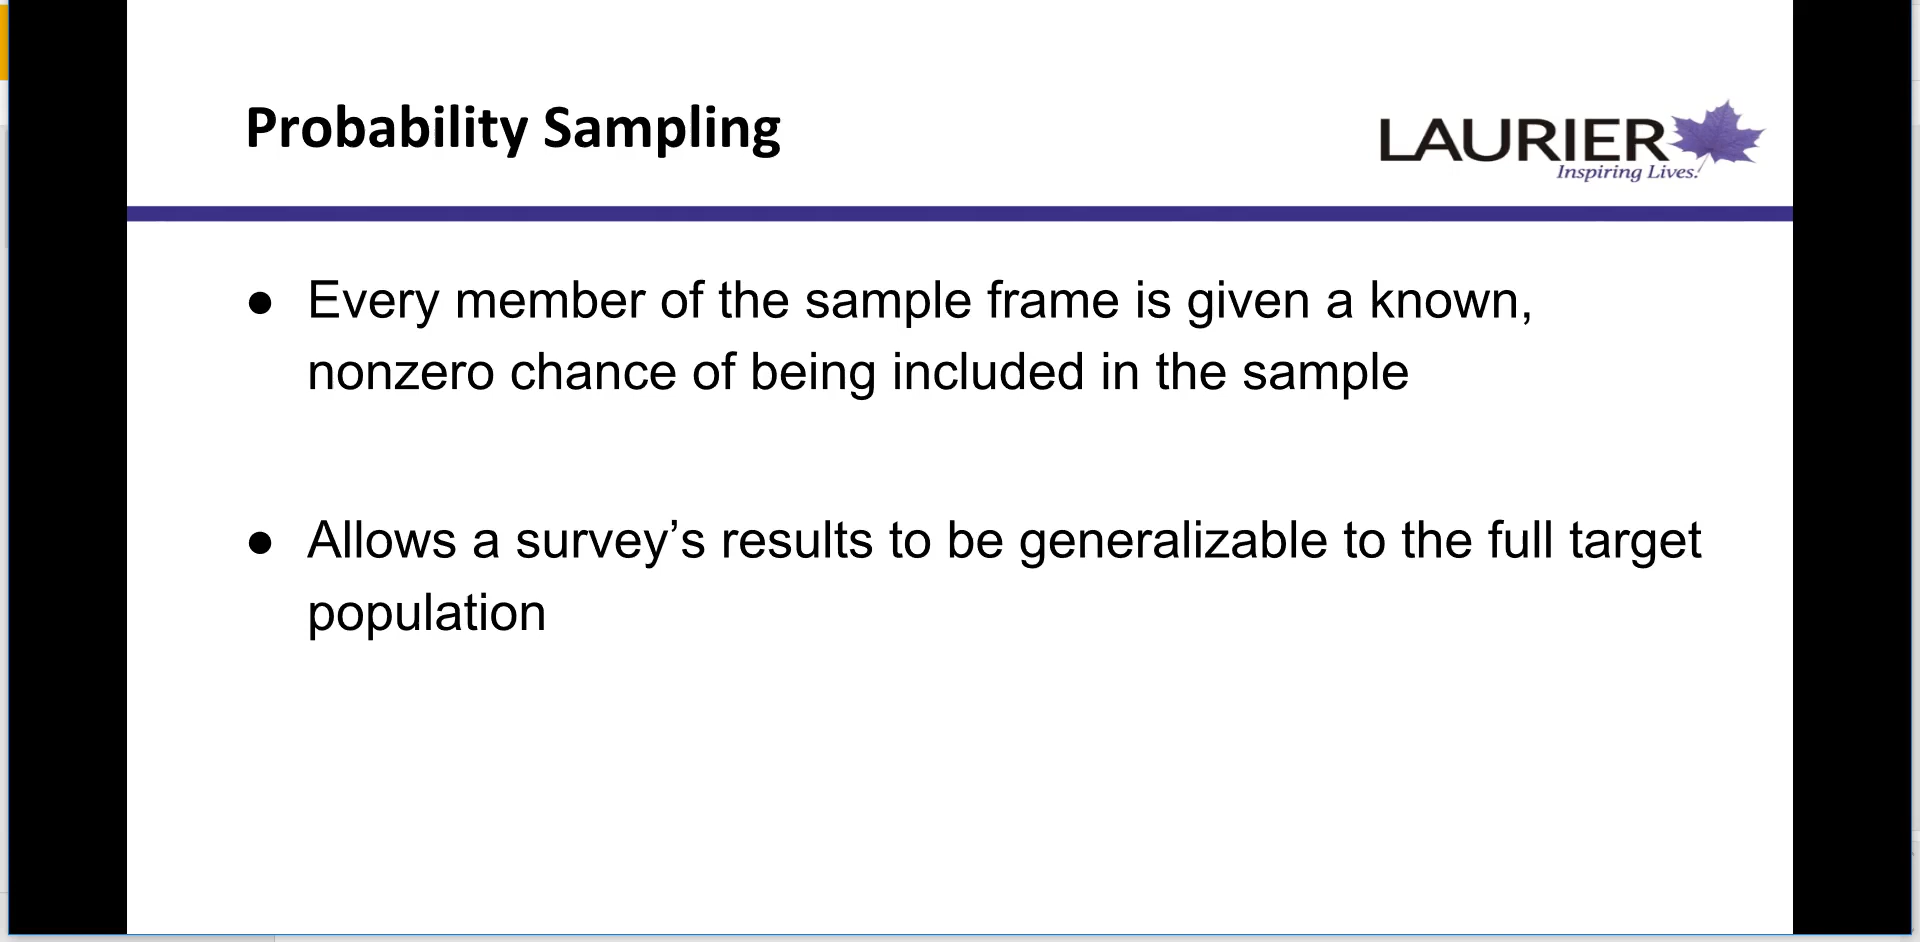 Probability Sampling
LAURIER
Inspiring Lives.
● Every member of the sample frame is given a known,
nonzero chance of being included in the sample
● Allows a survey’s results to be generalizable to the full target
population